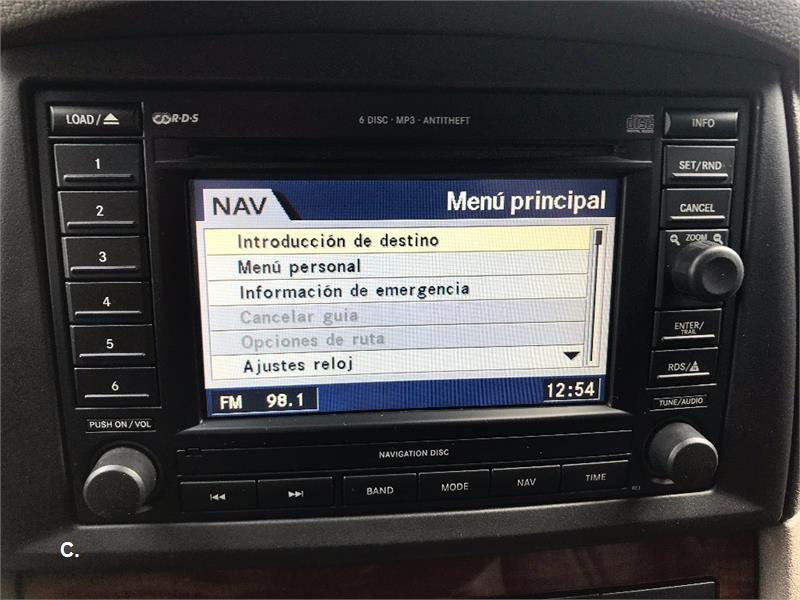 LOAD/
R·D·S
6 DISC · MP3 · ANTITHEFT
disc
INFO
1
2
3
4
5
6
SET/RND
CANCEL
ZOOM
ENTER/
TRAIL
RDS/
TUNE/AUDIO
NAV
Menú principal
Introducción de destino
Menú personal
Información de emergencia
Cancelar guía
Opciones de ruta
Ajustes reloj
FM 98.1
12:54
PUSH ON/VOL
NAVIGATION DISC
BAND
MODE
NAV
TIME
C.